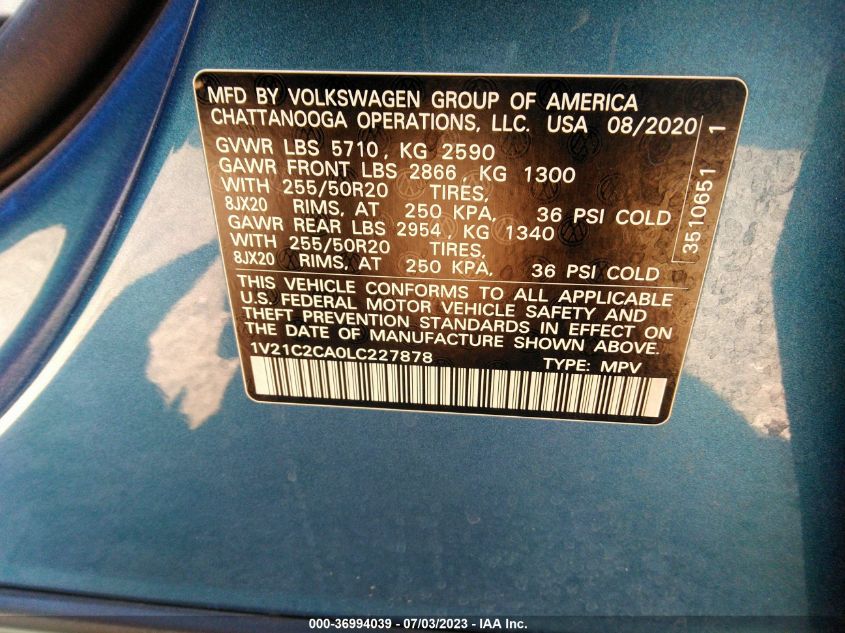 MFD BY VOLKSWAGEN GROUP OF AMERICA
CHATTANOOGA OPERATIONS, LLC. USA 08/2020
GVWR LBS 5710, KG 2590
GAWR FRONT LBS 2866, KG 1300
WITH 255/50R20 TIRES,
8JX20 RIMS, AT 250 KPA, 36 PSI COLD
GAWR REAR LBS 2954, KG 1340
WITH 255/50R20 TIRES,
8JX20 RIMS, AT 250 KPA, 36 PSI COLD
THIS VEHICLE CONFORMS TO ALL APPLICABLE
U.S. FEDERAL MOTOR VEHICLE SAFETY AND
THEFT PREVENTION STANDARDS IN EFFECT ON
THE DATE OF MANUFACTURE SHOWN ABOVE.
1V21C2CA0LC227878 TYPE: MPV
3510651 1
000-36994039 - 07/03/2023 - IAA Inc.